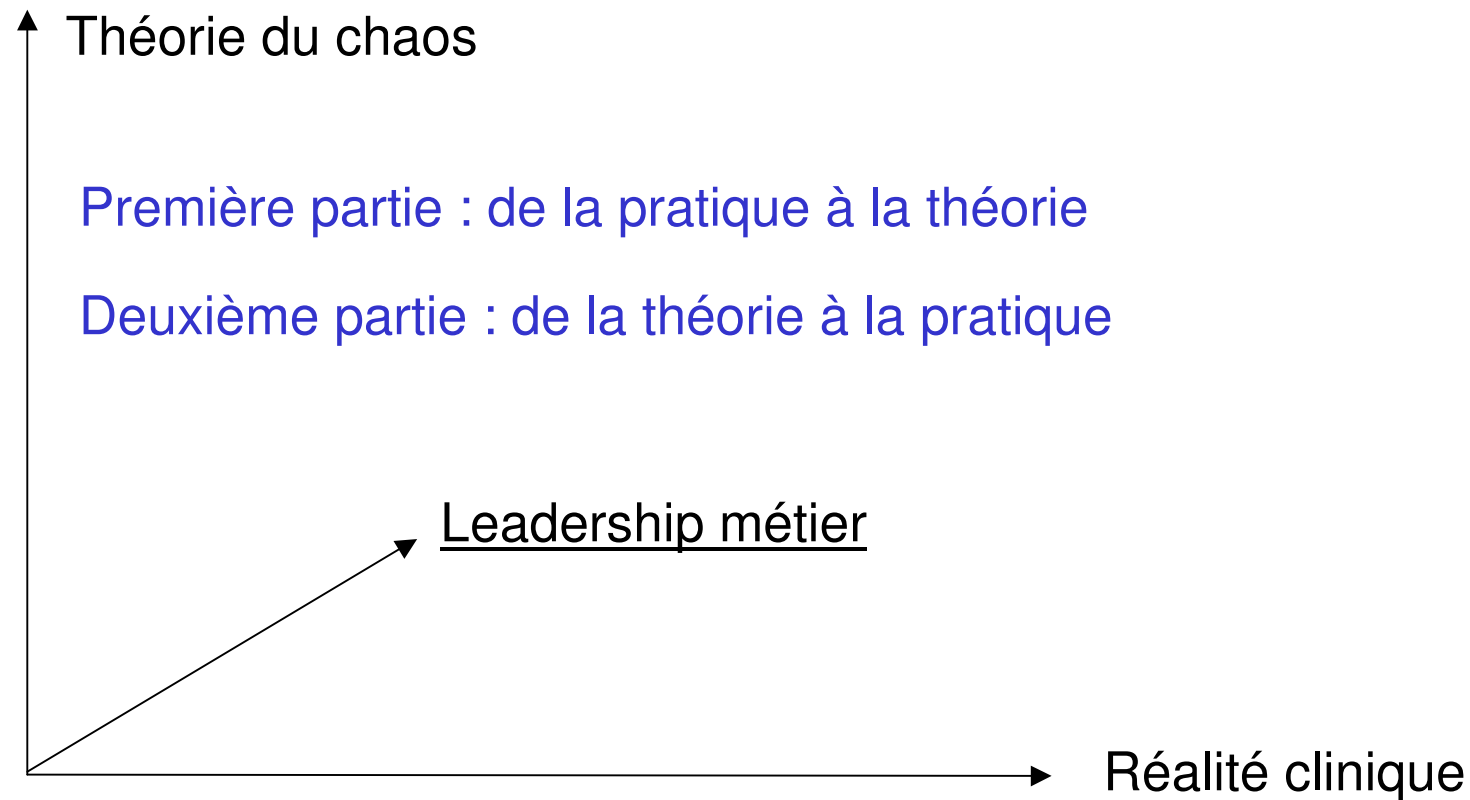 Théorie du chaos
Première partie : de la pratique à la théorie
Deuxième partie : de la théorie à la pratique
Leadership métier
Réalité clinique